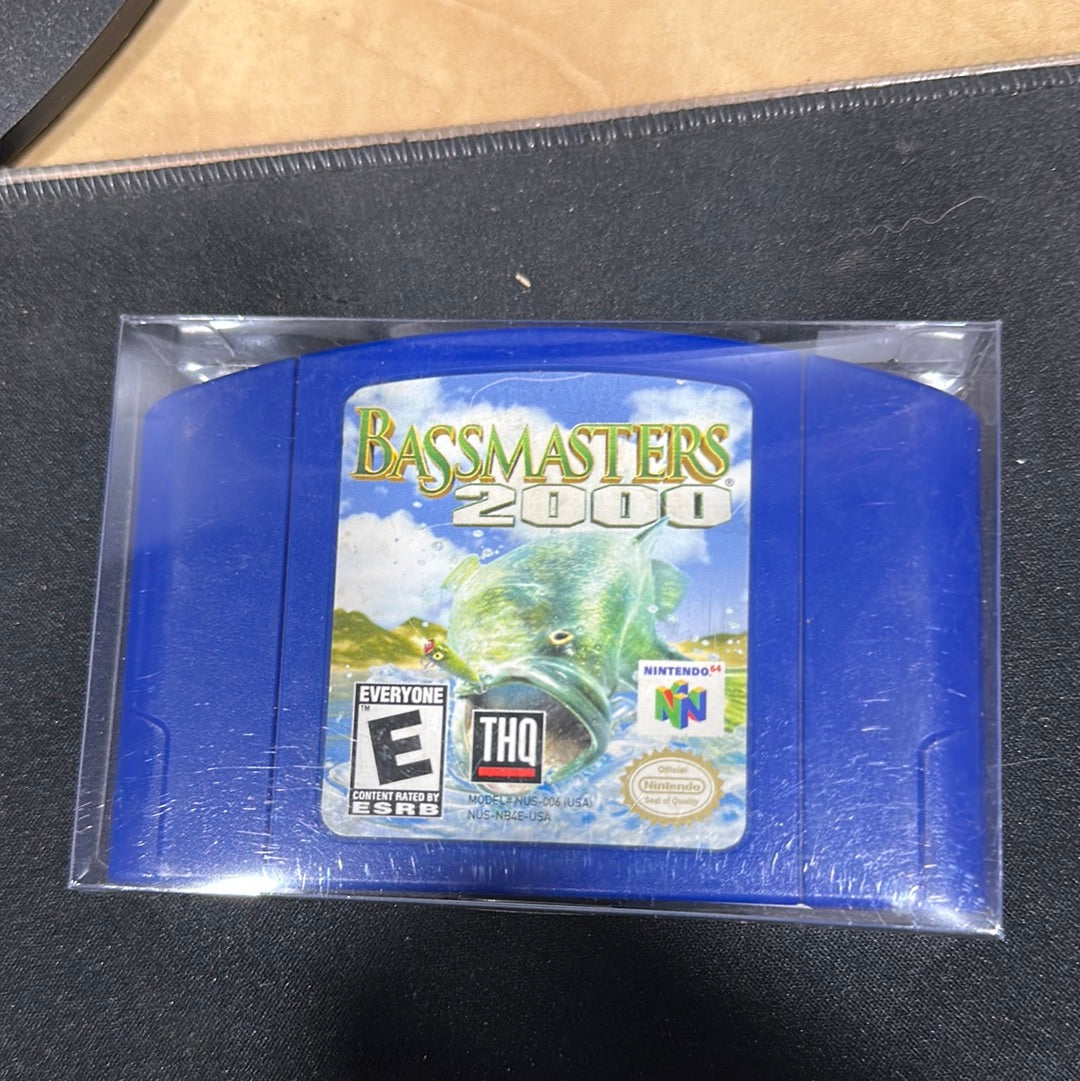 BASSMASTERS®
2000
EVERYONE
™
E
CONTENT RATED BY
ESRB
THQ
NINTENDO64
MODEL# NUS-006 (USA)
NUS-NB4E-USA
Official
Nintendo
Seal of Quality